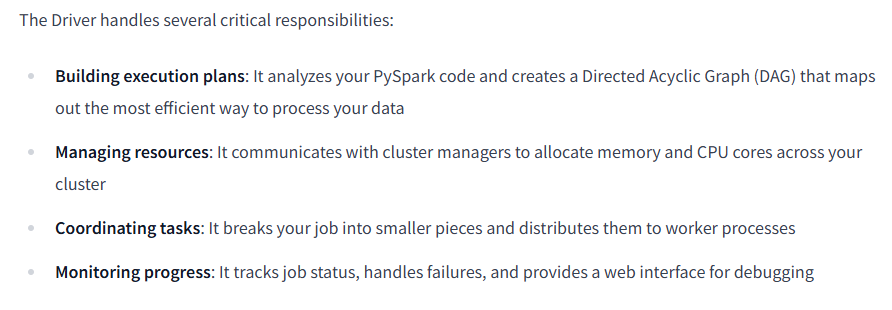 The Driver handles several critical responsibilities:
Building execution plans: It analyzes your PySpark code and creates a Directed Acyclic Graph (DAG) that maps
out the most efficient way to process your data
Managing resources: It communicates with cluster managers to allocate memory and CPU cores across your
cluster
Coordinating tasks: It breaks your job into smaller pieces and distributes them to worker processes
Monitoring progress: It tracks job status, handles failures, and provides a web interface for debugging